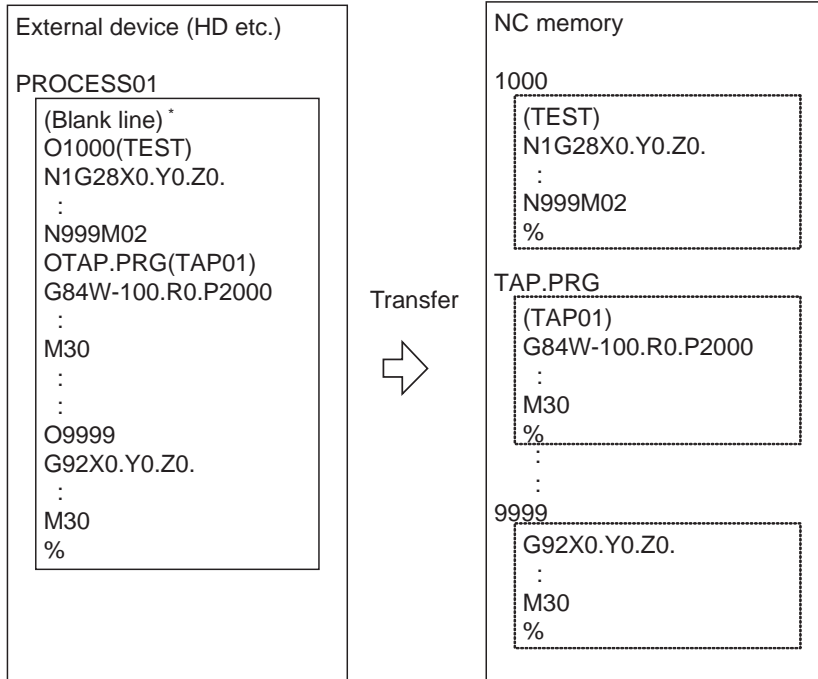 External device (HD etc.)
PROCESS01
(Blank line) *
O1000(TEST)
N1G28X0.Y0.Z0.
:
N999M02
OTAP.PRG(TAP01)
G84W-100.R0.P2000
:
M30
:
:
O9999
G92X0.Y0.Z0.
:
M30
%
Transfer
NC memory
1000
(TEST)
N1G28X0.Y0.Z0.
:
N999M02
%
TAP.PRG
(TAP01)
G84W-100.R0.P2000
:
M30
%
:
:
9999
G92X0.Y0.Z0.
:
M30
%